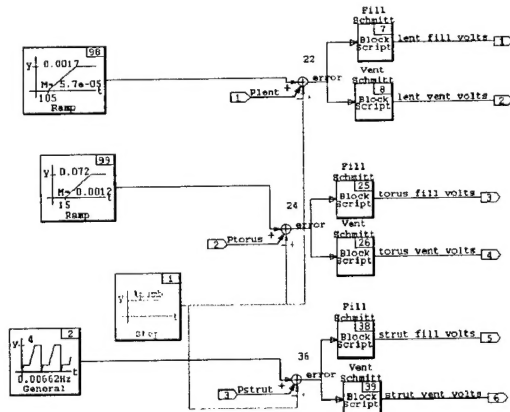 98
y
0.0017
M= 5.7e-05
105
t
Ramp
22
1
Plent
+
+
error
Fill
Schmitt
7
Block
Script
lent fill volts
1
Vent
Schmitt
8
Block
Script
lent vent volts
2
99
y
0.072
M= 0.0012
15
t
Ramp
24
2
Ptorus
+
+
error
Fill
Schmitt
25
Block
Script
torus fill volts
3
Vent
Schmitt
26
Block
Script
torus vent volts
4
1
y
t
2
y
4
t
0.00662Hz
General
36
3
Pstrut
+
+
error
Fill
Schmitt
38
Block
Script
strut fill volts
5
Vent
Schmitt
39
Block
Script
strut vent volts
6